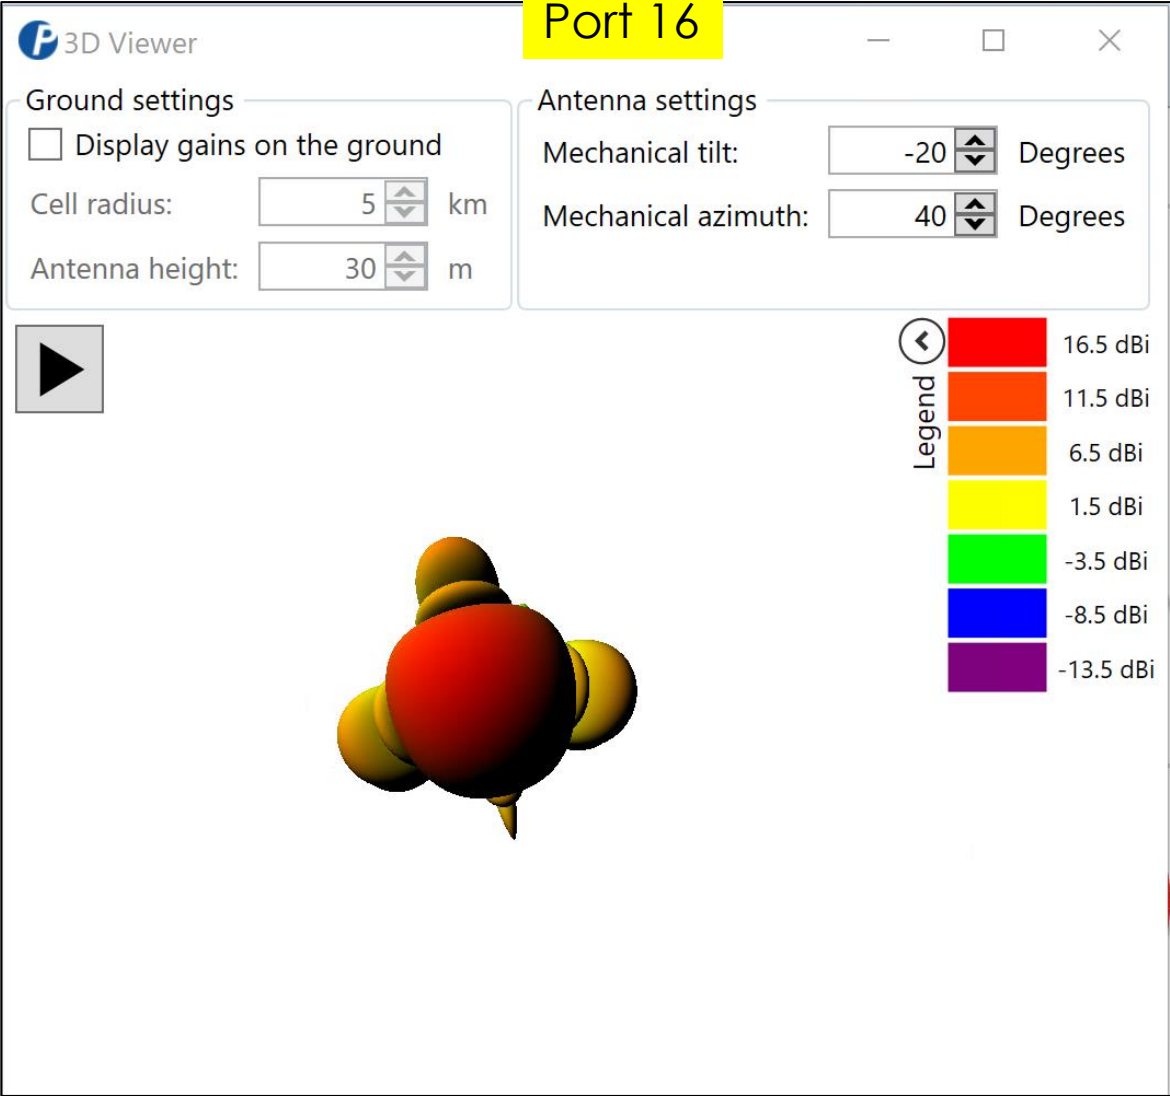 Port 16
3D Viewer
Ground settings
Display gains on the ground
Cell radius: 5 km
Antenna height: 30 m
Antenna settings
Mechanical tilt: -20 Degrees
Mechanical azimuth: 40 Degrees
Legend
16.5 dBi
11.5 dBi
6.5 dBi
1.5 dBi
-3.5 dBi
-8.5 dBi
-13.5 dBi